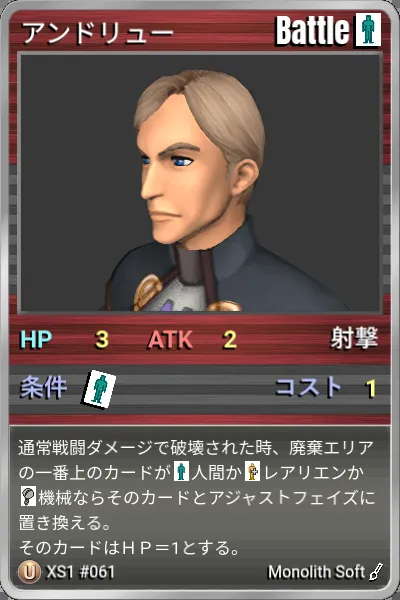 アンドリュー Battle
HP 3 ATK 2 射撃
条件 コスト 1
通常戦闘ダメージで破壊された時、廃棄エリア
の一番上のカードが人間かレアリエンか
機械ならそのカードとアジャストフェイズに
置き換える。
そのカードはＨＰ＝1とする。
U XS1 #061 Monolith Soft